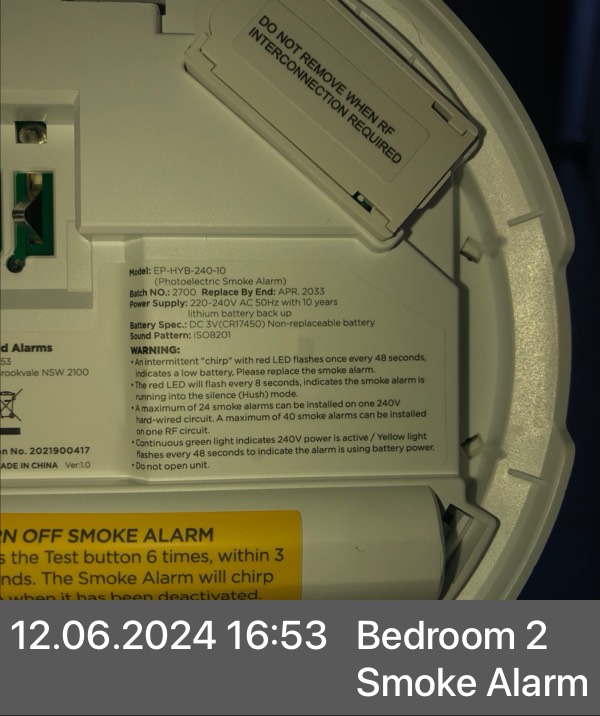 DO NOT REMOVE WHEN RF
INTERCONNECTION REQUIRED
Model: EP-HYB-240-10
(Photoelectric Smoke Alarm)
Batch NO.: 2700 Replace By End: APR. 2033
Power Supply: 220-240V AC 50Hz with 10 years
lithium battery back up
Battery Spec.: DC 3V(CR17450) Non-replaceable battery
Sound Pattern: ISO8201
WARNING:
•An intermittent "chirp" with red LED flashes once every 48 seconds,
indicates a low battery, Please replace the smoke alarm.
•The red LED will flash every 8 seconds, indicates the smoke alarm is
running into the silence (Hush) mode.
•A maximum of 24 smoke alarms can be installed on one 240V
hard-wired circuit. A maximum of 40 smoke alarms can be installed
on one RF circuit.
•Continuous green light indicates 240V power is active / Yellow light
flashes every 48 seconds to indicate the alarm is using battery power.
•Do not open unit.
d Alarms
53
rookvale NSW 2100
on No. 2021900417
ADE IN CHINA Ver:1.0
RN OFF SMOKE ALARM
s the Test button 6 times, within 3
nds. The Smoke Alarm will chirp
when it has been deactivated.
12.06.2024 16:53 Bedroom 2
Smoke Alarm